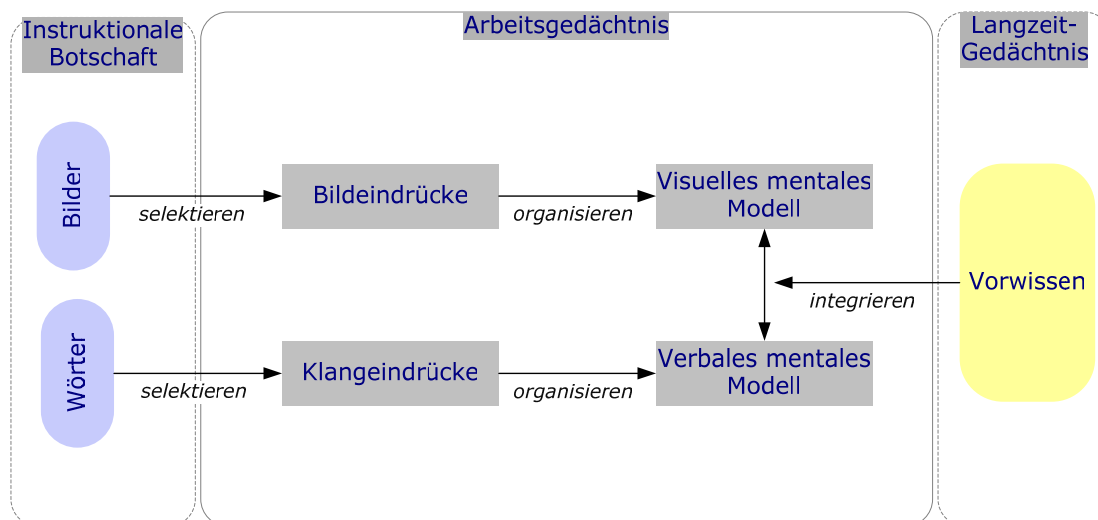 Instruktionale
Botschaft
Arbeitsgedächtnis
Langzeit-
Gedächtnis
Bilder
selektieren
Bildeindrücke
organisieren
Visuelles mentales
Modell
integrieren
Vorwissen
Wörter
selektieren
Klangeindrücke
organisieren
Verbales mentales
Modell